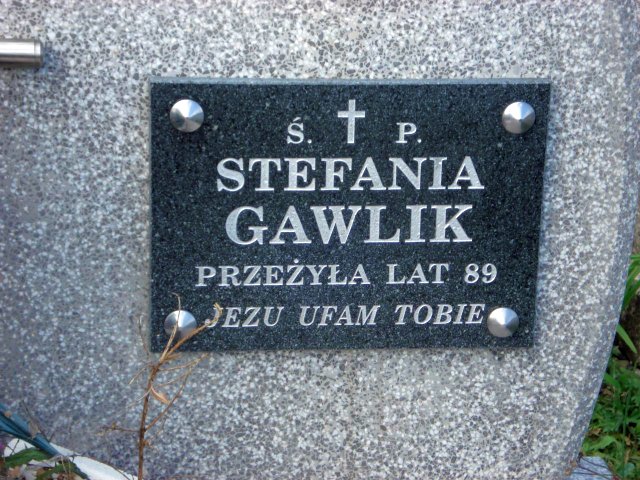 Ś. P.
STEFANIA
GAWLIK
PRZEŻYŁA LAT 89
JEZU UFAM TOBIE